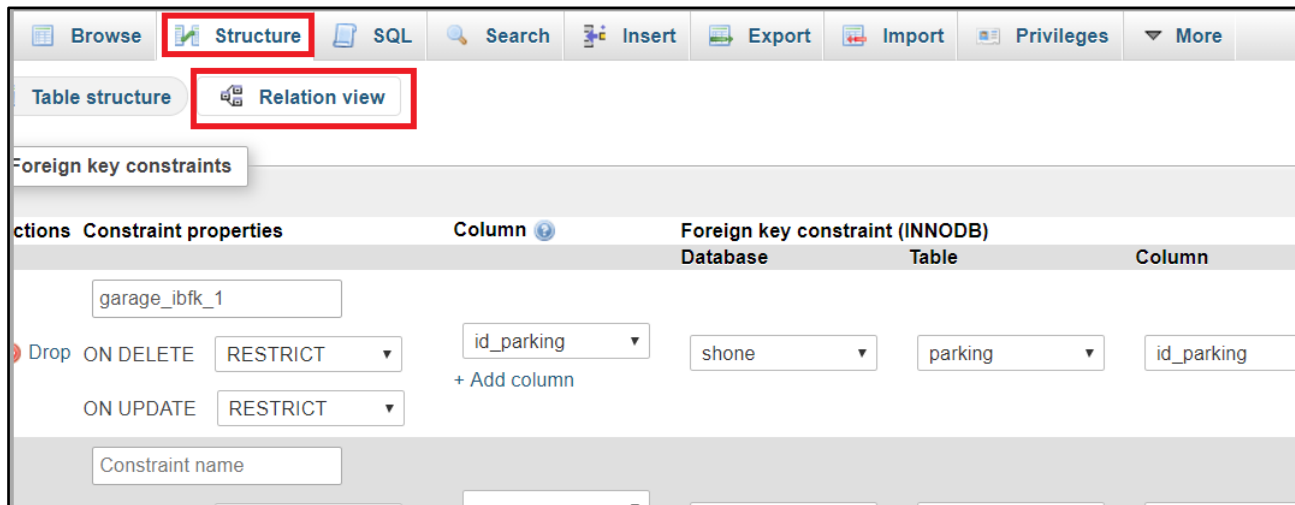 Browse Structure SQL Search Insert Export Import Privileges More
Table structure Relation view
Foreign key constraints
ctions Constraint properties Column Foreign key constraint (INNODB)
Database Table Column
garage_ibfk_1
Drop ON DELETE RESTRICT id_parking shone parking id_parking
+ Add column
ON UPDATE RESTRICT
Constraint name